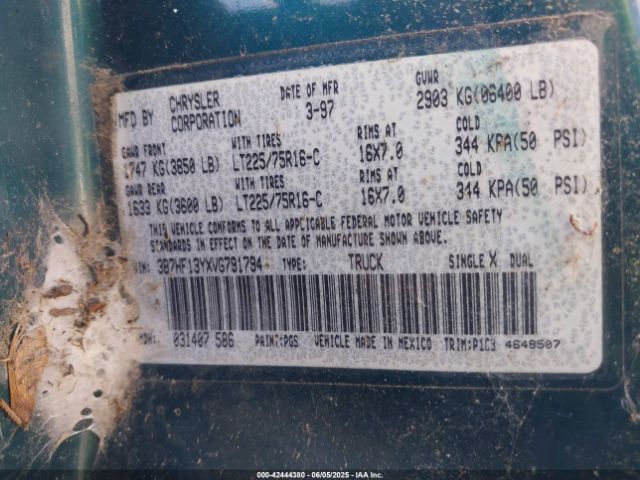 MFD BY CHRYSLER CORPORATION DATE OF MFR 3-97 GVWR 2903 KG(06400 LB)
GAWR FRONT WITH TIRES RIMS AT COLD
1747 KG(3850 LB) LT225/75R16-C 16X7.0 344 KPA(50 PSI)
GAWR REAR WITH TIRES RIMS AT COLD
1633 KG(3600 LB) LT225/75R16-C 16X7.0 344 KPA(50 PSI)
THIS VEHICLE CONFORMS TO ALL APPLICABLE FEDERAL MOTOR VEHICLE SAFETY
STANDARDS IN EFFECT ON THE DATE OF MANUFACTURE SHOWN ABOVE.
VIN: 3B7HF13YXVG791794 TYPE: TRUCK SINGLE X DUAL
MDH: 031407 586 PAINT:PGS VEHICLE MADE IN MEXICO TRIM:P1C3 4648507
000-42444380 - 06/05/2025 - IAA Inc.